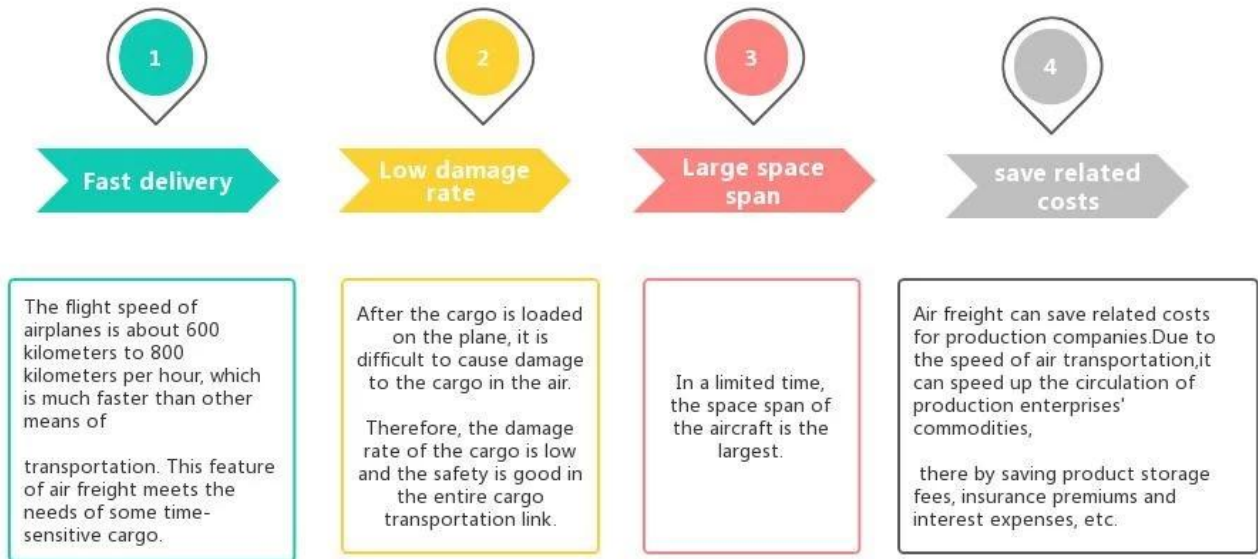 1
Fast delivery
The flight speed of
airplanes is about 600
kilometers to 800
kilometers per hour, which
is much faster than other
means of
transportation. This feature
of air freight meets the
needs of some time-
sensitive cargo.
2
Low damage
rate
After the cargo is loaded
on the plane, it is
difficult to cause damage
to the cargo in the air.
Therefore, the damage
rate of the cargo is low
and the safety is good in
the entire cargo
transportation link.
3
Large space
span
In a limited time,
the space span of
the aircraft is the
largest.
4
save related
costs
Air freight can save related costs
for production companies.Due to
the speed of air transportation,it
can speed up the circulation of
production enterprises'
commodities,
there by saving product storage
fees, insurance premiums and
interest expenses, etc.